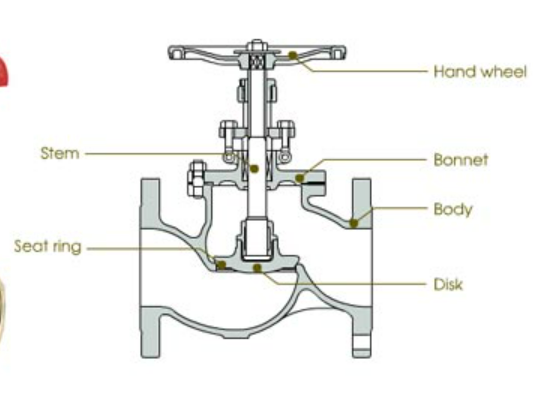 Hand wheel
Stem
Bonnet
Body
Seat ring
Disk